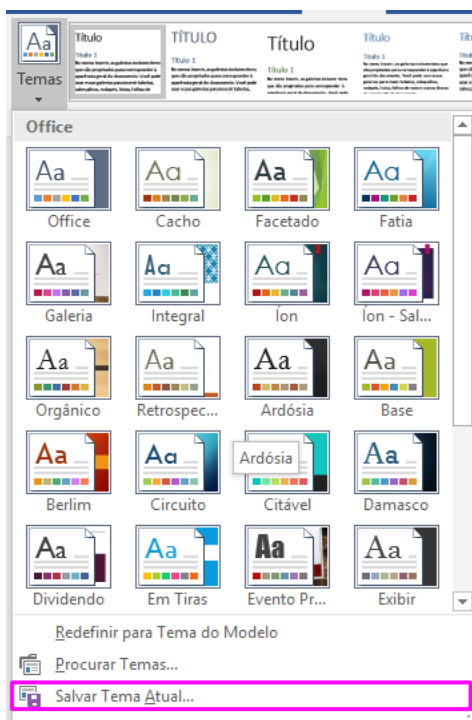 Aa
Temas
Título
Título 1
TÍTULO
Título 1
Título
Título 1
Título
Título 1
Office
Aa
Aa
Aa
Aa
Office
Cacho
Facetado
Fatia
Aa
Aa
Aa
Aa
Galeria
Integral
Íon
Íon - Sal...
Aa
Aa
Aa
Aa
Orgânico
Retrospec...
Ardósia
Base
Aa
Aa
Ardósia
Aa
Berlim
Circuito
Citável
Damasco
Aa
Aa
Aa
Aa
Dividendo
Em Tiras
Evento Pr...
Exibir
Redefinir para Tema do Modelo
Procurar Temas...
Salvar Tema Atual...